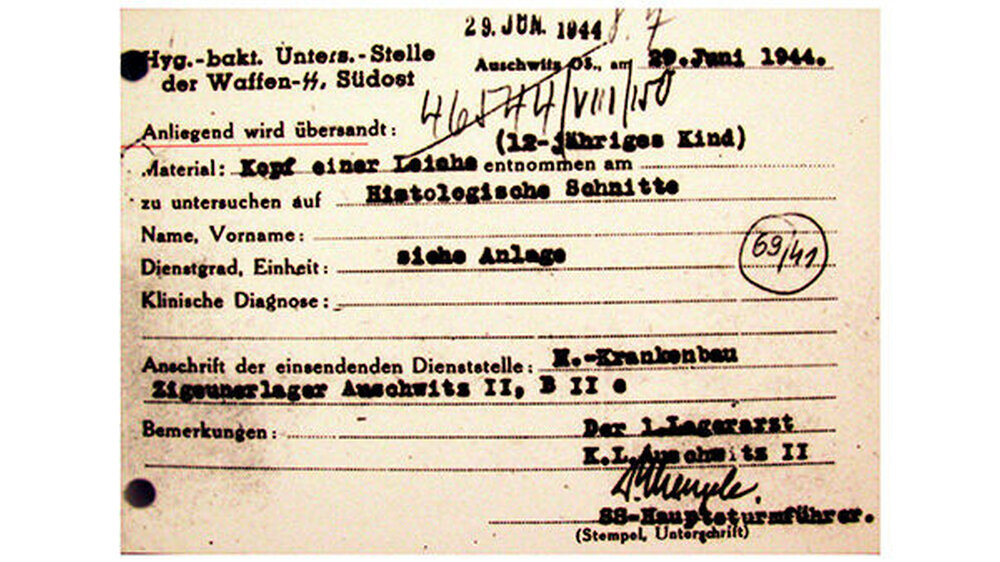 29. JUN. 1944
Hyg.-bakt. Unters.-Stelle
der Waffen-SS, Südost
Auschwitz OS., am 29.Juni 1944.
46574/VIII/150
Anliegend wird übersandt:
(12-jähriges Kind)
Material: Kopf einer Leiche entnommen am
zu untersuchen auf Histologische Schnitte
Name, Vorname:
Dienstgrad, Einheit: siehe Anlage
69/41
Klinische Diagnose:
Anschrift der einsendenden Dienststelle: H.-Krankenbau
Zigeunerlager Auschwitz II, B II e
Bemerkungen: Der 1.Lagerarzt
K.L.Auschwitz II
Mengele
SS-Hauptsturmführer.
(Stempel, Unterschrift)